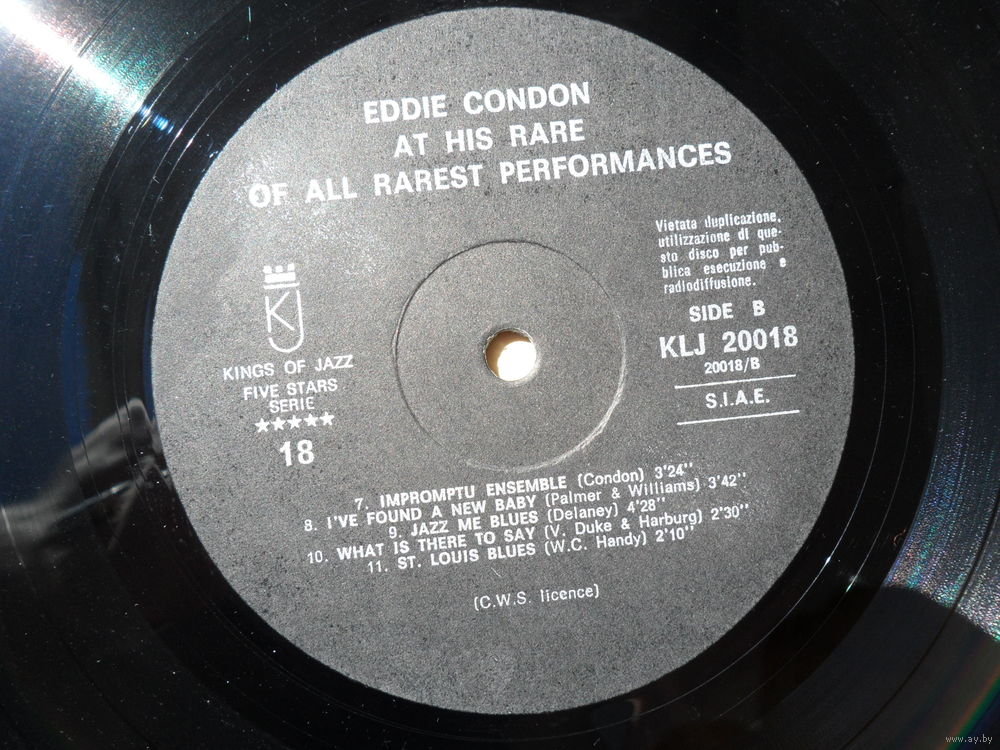 EDDIE CONDON
AT HIS RARE
OF ALL RAREST PERFORMANCES
Vietata duplicazione,
utilizzazione di que-
sto disco per pub-
blica esecuzione e
radiodiffusione.
SIDE B
KLJ 20018
20018/B
S.I.A.E.
KJ
KINGS OF JAZZ
FIVE STARS
SERIE
★★★★★
18
7. IMPROMPTU ENSEMBLE (Condon) 3'24''
8. I'VE FOUND A NEW BABY (Palmer & Williams) 3'42''
9. JAZZ ME BLUES (Delaney) 4'28''
10. WHAT IS THERE TO SAY (V. Duke & Harburg) 2'30''
11. ST. LOUIS BLUES (W.C. Handy) 2'10''
(C.W.S. licence)
www.ay.by